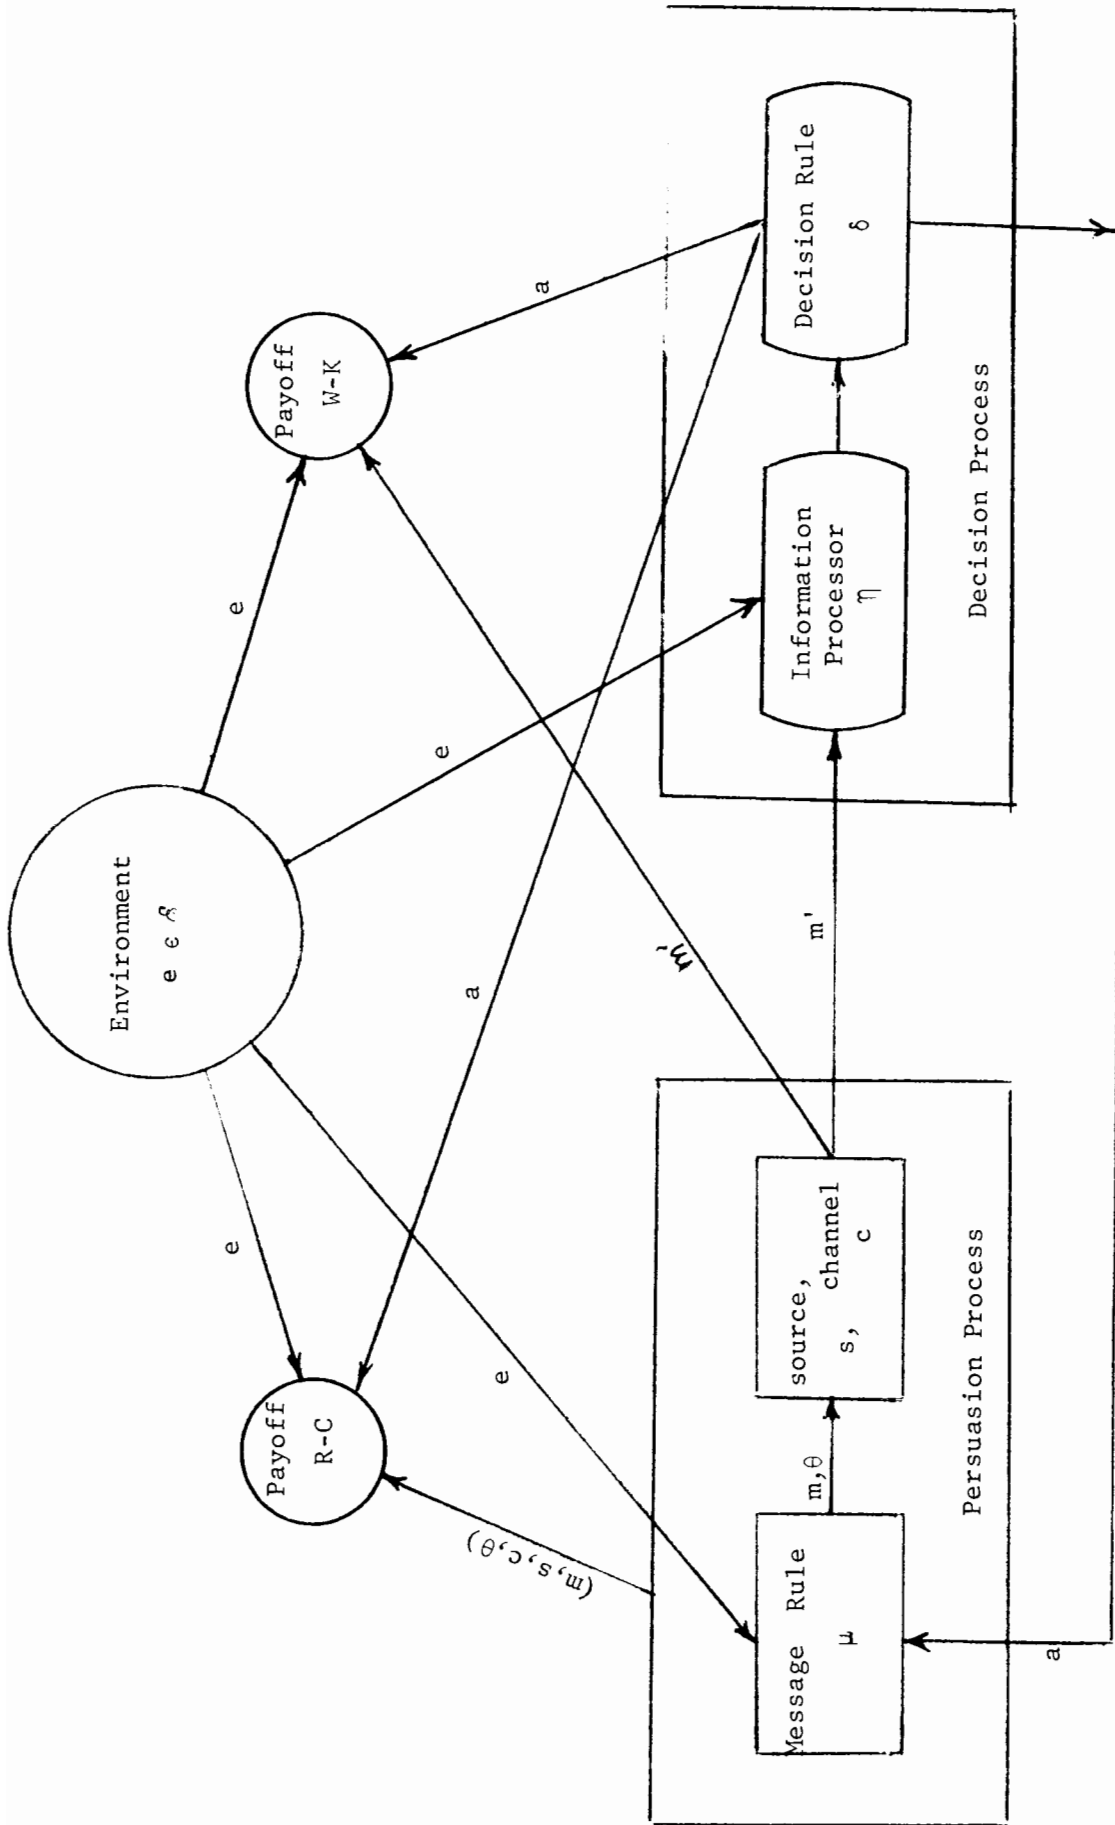 Environment
e ϵ
e
e
e
e
Payoff
R-C
Payoff
W-K
(m,s,c,θ)
a
a
m'
Message Rule
μ
m,θ
source,
s, channel
c
m'
Information
Processor
η
Decision Rule
δ
Persuasion Process
Decision Process
a